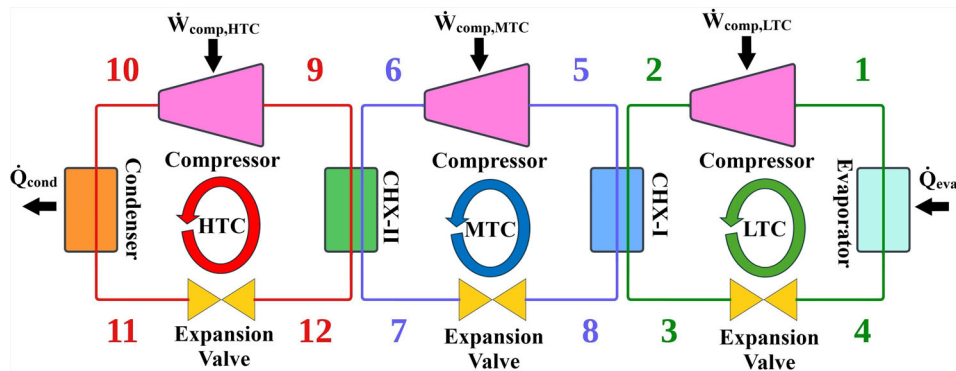 Ẇcomp,HTC
Ẇcomp,MTC
Ẇcomp,LTC
10
9
6
5
2
1
Compressor
Compressor
Compressor
Q̇cond
Condenser
HTC
CHX-II
MTC
CHX-I
LTC
Evaporator
Q̇eva
11
Expansion
Valve
12
7
Expansion
Valve
8
3
Expansion
Valve
4